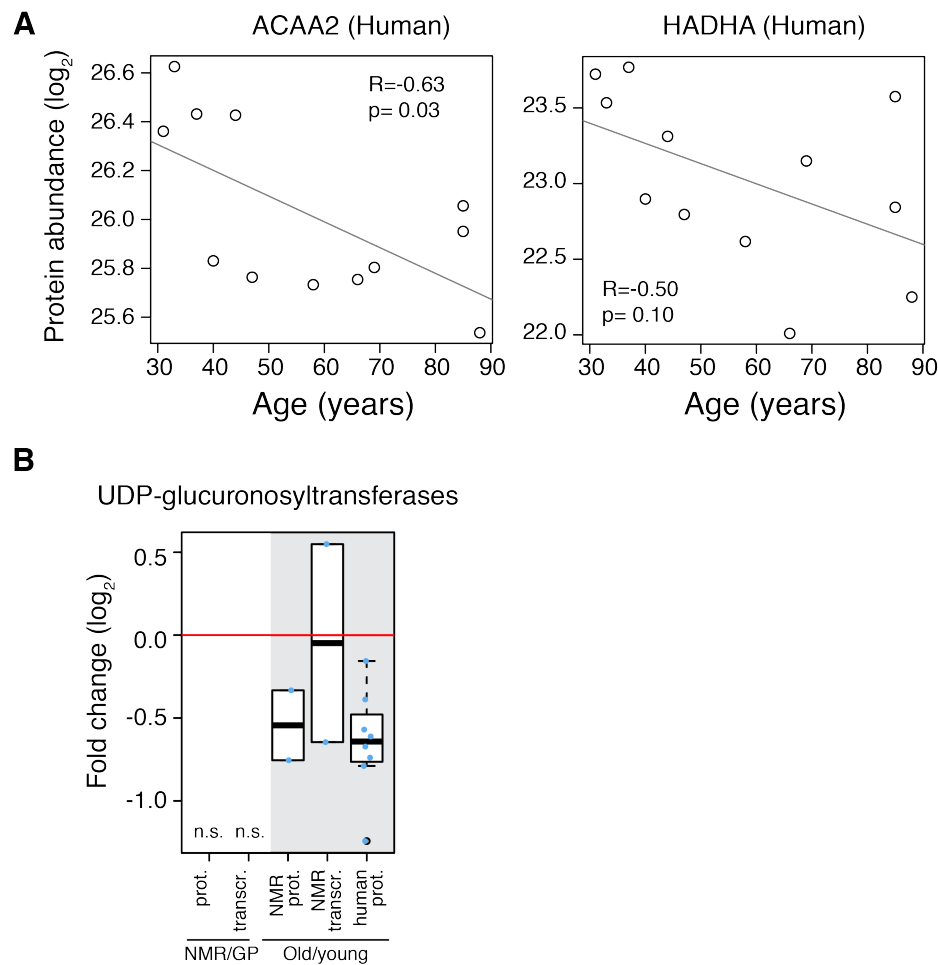 A
ACAA2 (Human)
HADHA (Human)
Protein abundance (log2)
26.6
26.4
26.2
26.0
25.8
25.6
R=-0.63
p= 0.03
30 40 50 60 70 80 90
Age (years)
23.5
23.0
22.5
22.0
R=-0.50
p= 0.10
30 40 50 60 70 80 90
Age (years)
B
UDP-glucuronosyltransferases
Fold change (log2)
0.5
0.0
-0.5
-1.0
n.s. n.s.
prot.
transcr.
NMR
prot.
NMR
transcr.
human
prot.
NMR/GP
Old/young